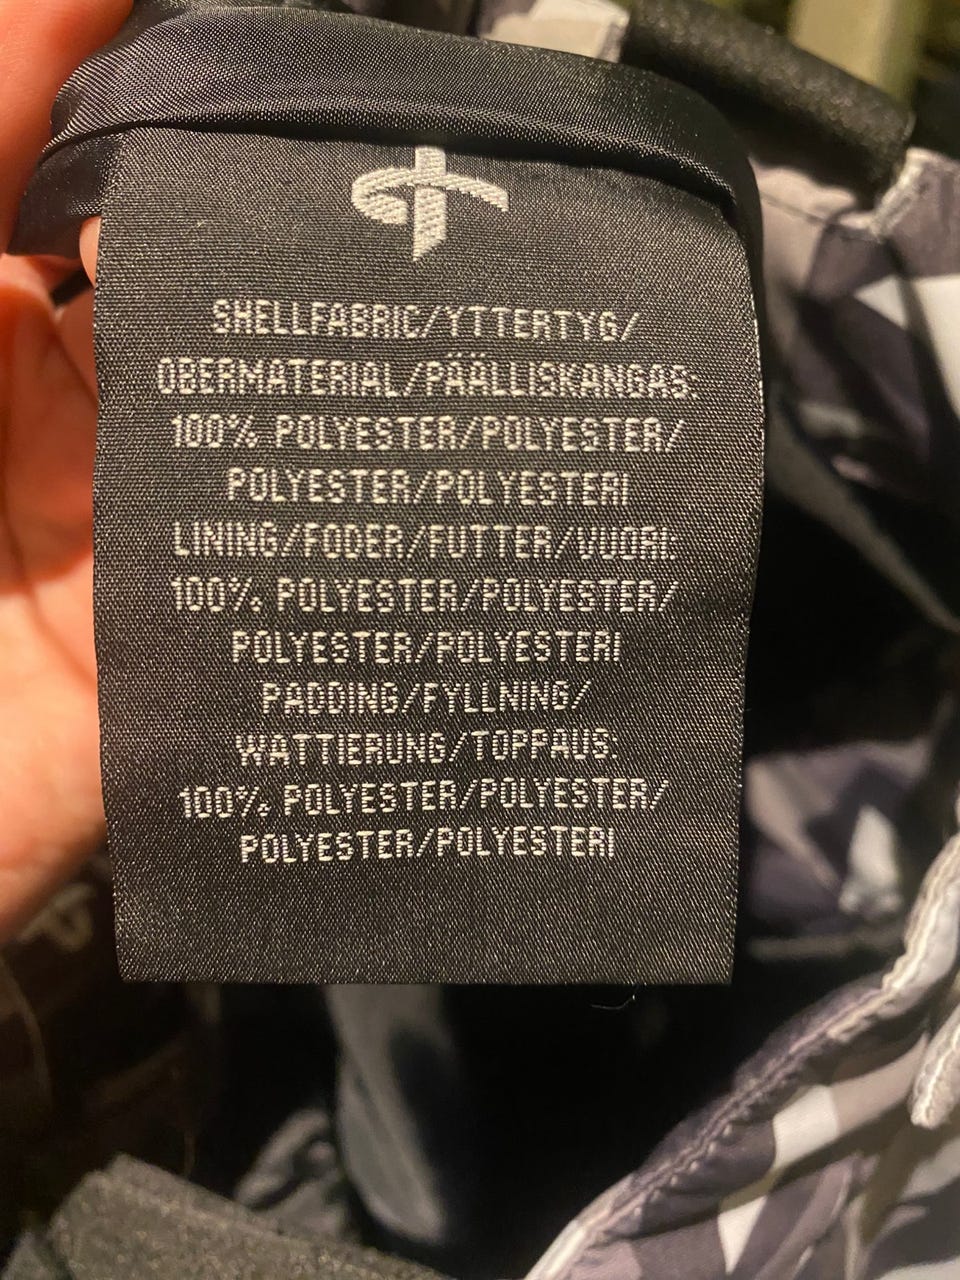 SHELLFABRIC/YTTERTYG/
OBERMATERIAL/PÄÄLLISKANGAS:
100% POLYESTER/POLYESTER/
POLYESTER/POLYESTERI
LINING/FODER/FUTTER/VUORI:
100% POLYESTER/POLYESTER/
POLYESTER/POLYESTERI
PADDING/FYLLNING/
WATTIERUNG/TOPPAUS:
100% POLYESTER/POLYESTER/
POLYESTER/POLYESTERI